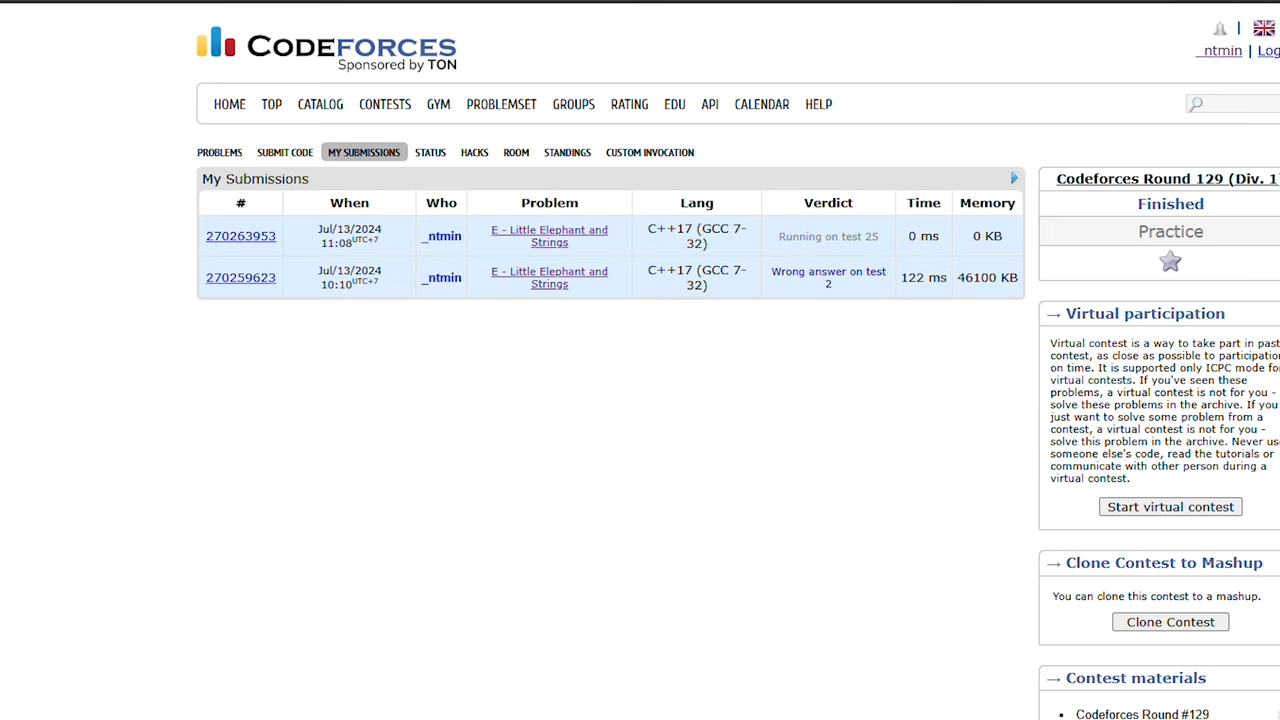 CODEFORCES
Sponsored by TON
|
_ntmin | Log
HOME TOP CATALOG CONTESTS GYM PROBLEMSET GROUPS RATING EDU API CALENDAR HELP
PROBLEMS SUBMIT CODE MY SUBMISSIONS STATUS HACKS ROOM STANDINGS CUSTOM INVOCATION
My Submissions
# When Who Problem Lang Verdict Time Memory
270263953 Jul/13/2024 11:08 UTC+7 _ntmin E - Little Elephant and Strings C++17 (GCC 7-32) Running on test 25 0 ms 0 KB
270259623 Jul/13/2024 10:10 UTC+7 _ntmin E - Little Elephant and Strings C++17 (GCC 7-32) Wrong answer on test 2 122 ms 46100 KB
Codeforces Round 129 (Div. 1)
Finished
Practice
→ Virtual participation
Virtual contest is a way to take part in past
contest, as close as possible to participation
on time. It is supported only ICPC mode for
virtual contests. If you've seen these
problems, a virtual contest is not for you -
solve these problems in the archive. If you
just want to solve some problem from a
contest, a virtual contest is not for you -
solve this problem in the archive. Never use
someone else's code, read the tutorials or
communicate with other person during a
virtual contest.
Start virtual contest
→ Clone Contest to Mashup
You can clone this contest to a mashup.
Clone Contest
→ Contest materials
• Codeforces Round #129